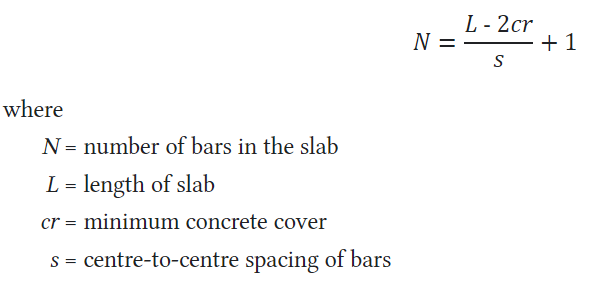 N = L - 2cr / s + 1
where
N = number of bars in the slab
L = length of slab
cr = minimum concrete cover
s = centre-to-centre spacing of bars